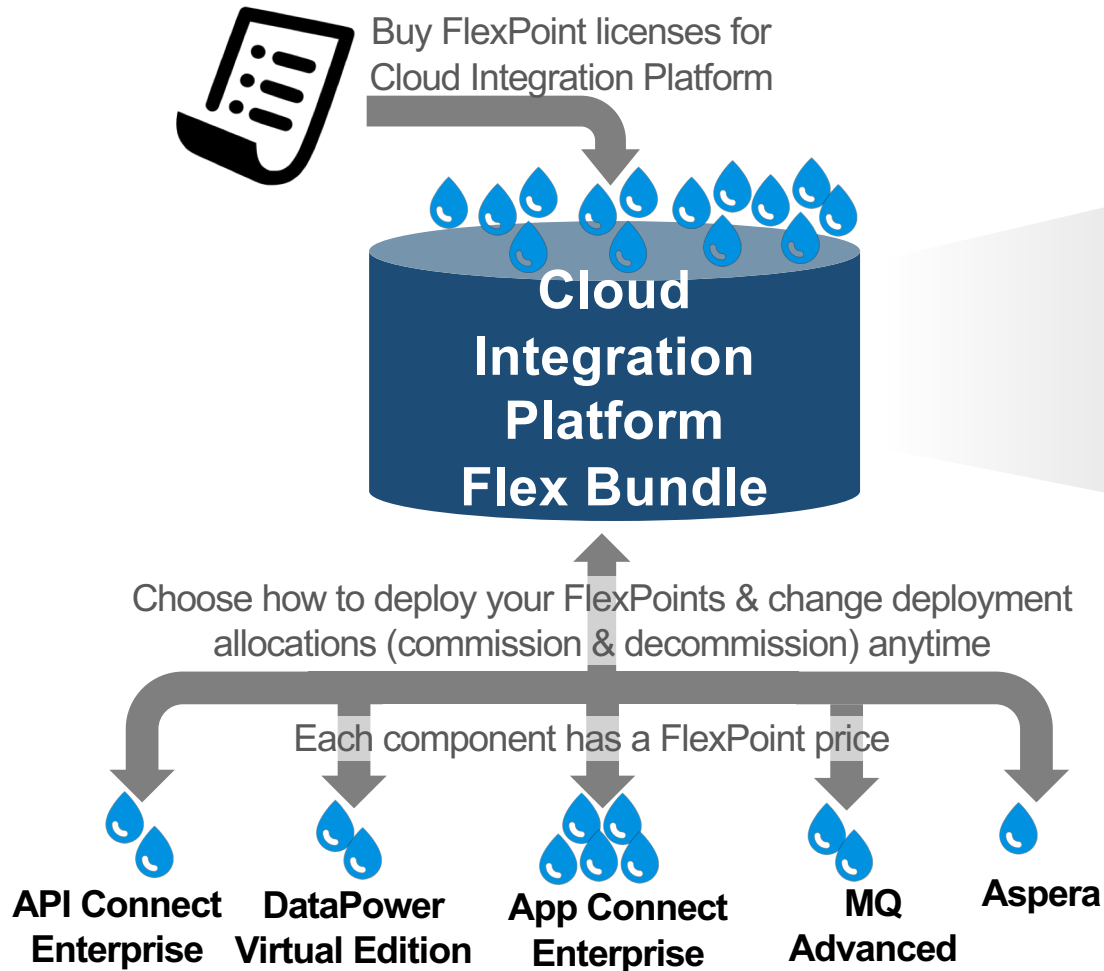 Buy FlexPoint licenses for
Cloud Integration Platform
Cloud
Integration
Platform
Flex Bundle
Choose how to deploy your FlexPoints & change deployment
allocations (commission & decommission) anytime
Each component has a FlexPoint price
API Connect
Enterprise
DataPower
Virtual Edition
App Connect
Enterprise
MQ
Advanced
Aspera